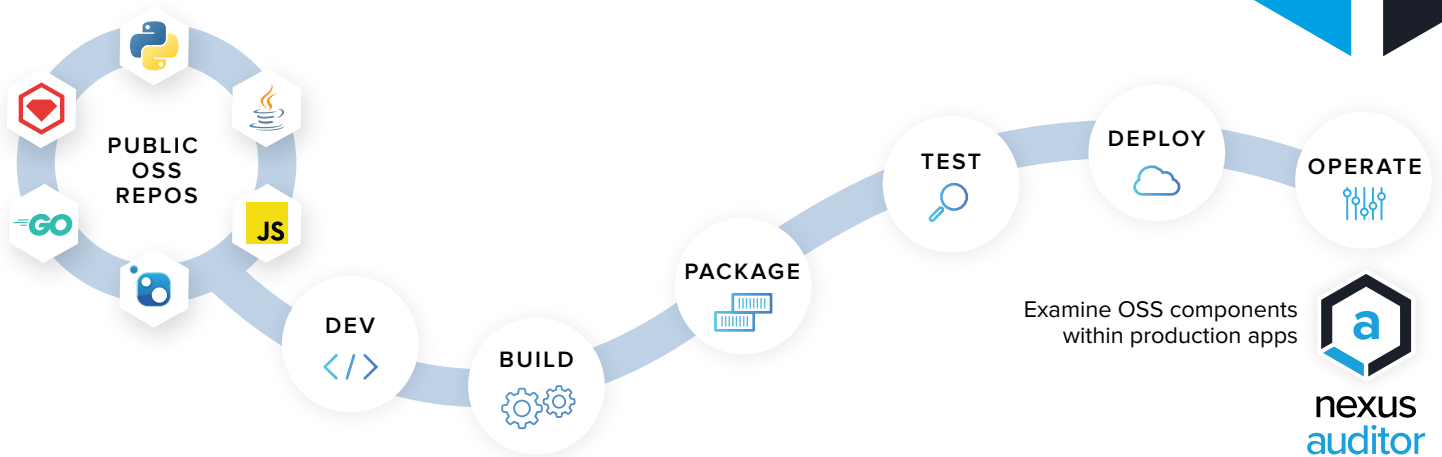 PUBLIC
OSS
REPOS
GO
JS
DEV
</>
BUILD
PACKAGE
TEST
DEPLOY
OPERATE
Examine OSS components
within production apps
a
nexus
auditor